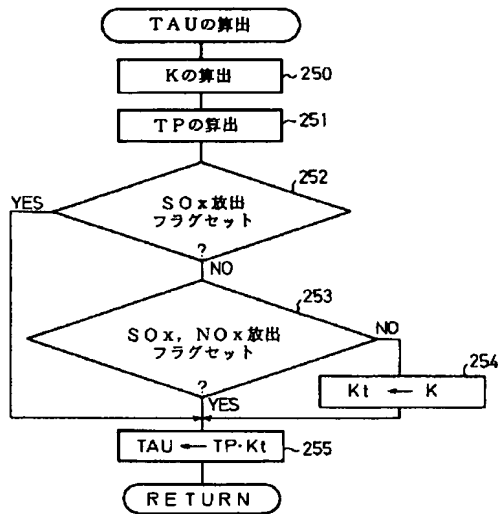 TAUの算出
Kの算出
250
TPの算出
251
252
YES
SOx放出
フラグセット
?
NO
253
SOx, NOx放出
フラグセット
?
NO
YES
254
Kt ← K
TAU ← TP·Kt
255
RETURN